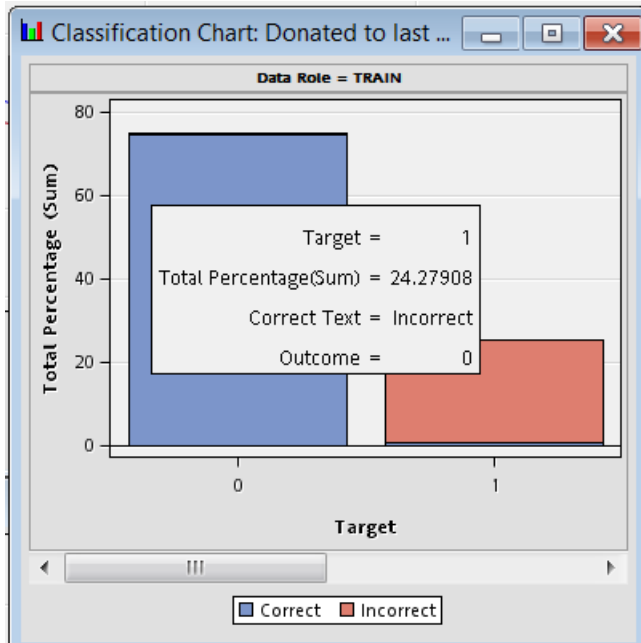 Classification Chart: Donated to last ...
Data Role = TRAIN
Total Percentage (Sum)
80
60
40
20
0
Target = 1
Total Percentage(Sum) = 24.27908
Correct Text = Incorrect
Outcome = 0
0 1
Target
Correct Incorrect